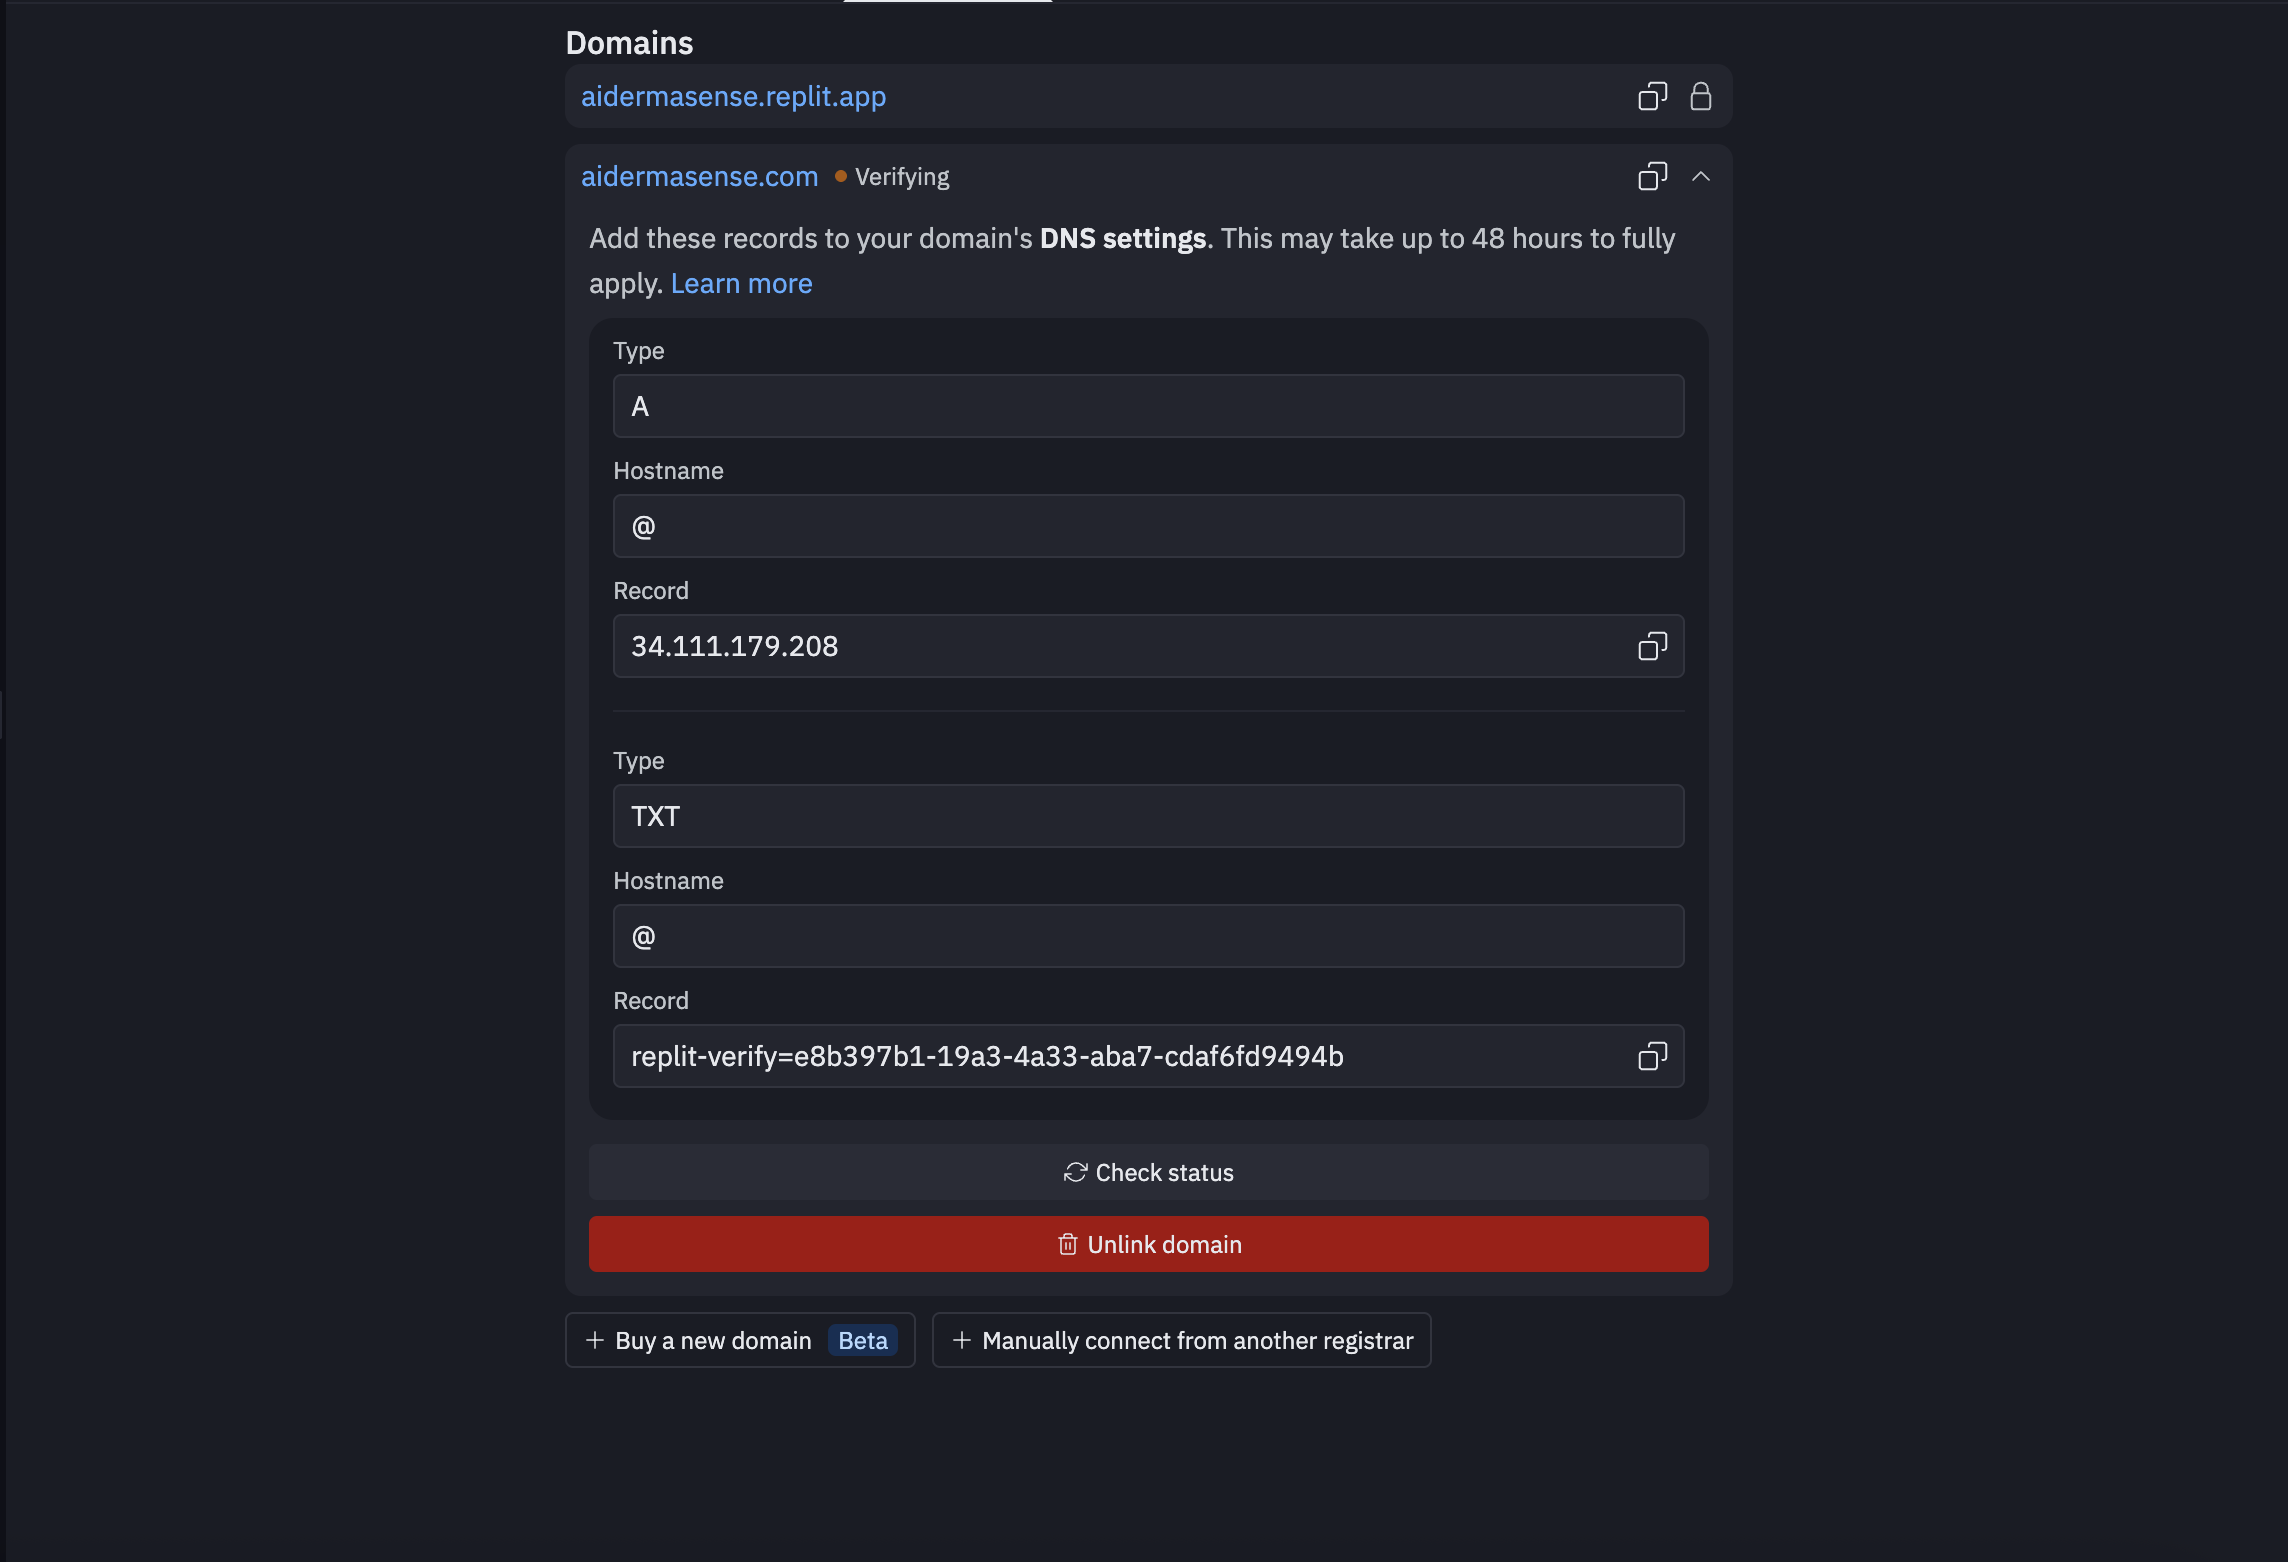 Domains
aidermasense.replit.app
aidermasense.com Verifying
Add these records to your domain's DNS settings. This may take up to 48 hours to fully
apply. Learn more
Type
A
Hostname
@
Record
34.111.179.208
Type
TXT
Hostname
@
Record
replit-verify=e8b397b1-19a3-4a33-aba7-cdaf6fd9494b
Check status
Unlink domain
+ Buy a new domain Beta + Manually connect from another registrar